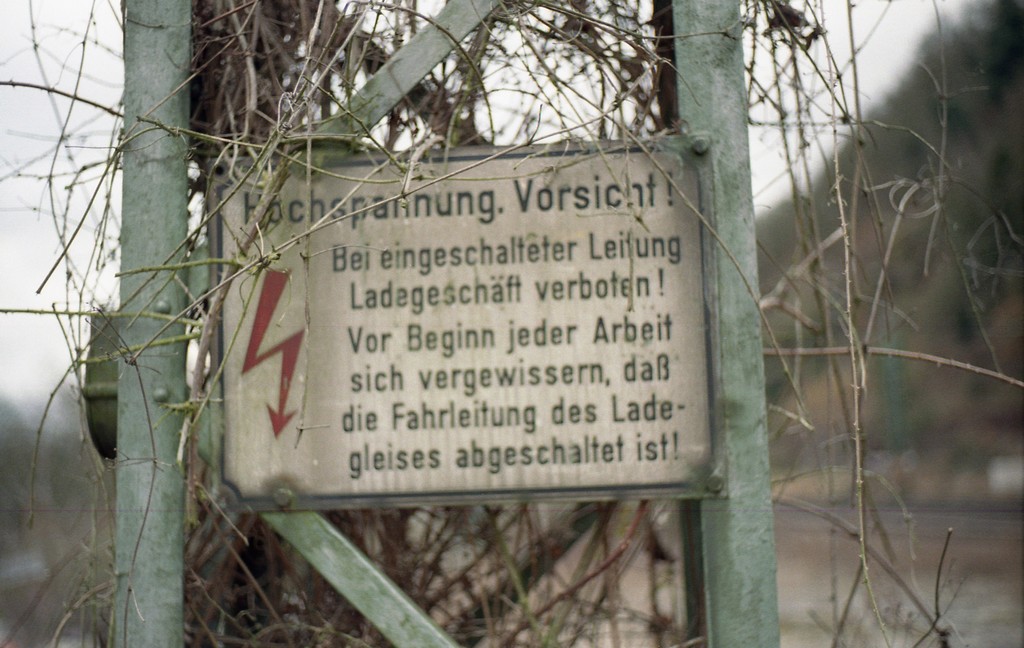 Hochspannung. Vorsicht!
Bei eingeschalteter Leitung
Ladegeschäft verboten!
Vor Beginn jeder Arbeit
sich vergewissern, daß
die Fahrleitung des Lade-
gleises abgeschaltet ist!